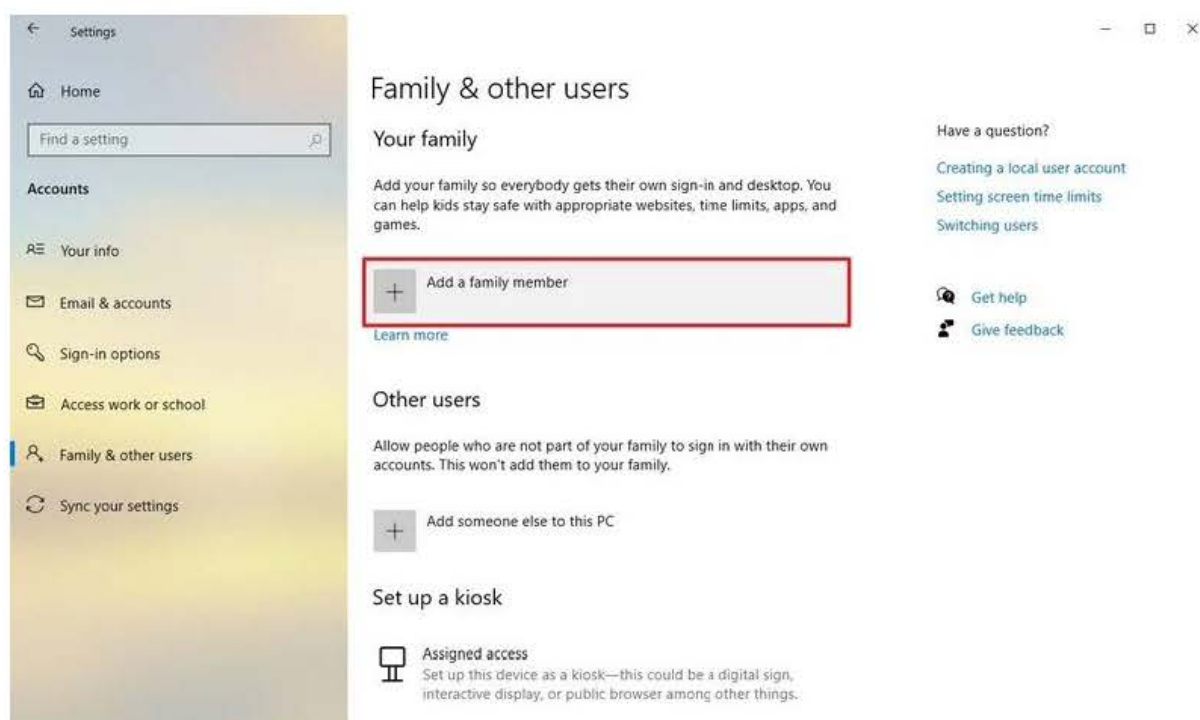 Settings
Home
Find a setting
Accounts
Your info
Email & accounts
Sign-in options
Access work or school
Family & other users
Sync your settings
Family & other users
Your family
Add your family so everybody gets their own sign-in and desktop. You
can help kids stay safe with appropriate websites, time limits, apps, and
games.
Add a family member
Learn more
Other users
Allow people who are not part of your family to sign in with their own
accounts. This won't add them to your family.
Add someone else to this PC
Set up a kiosk
Assigned access
Set up this device as a kiosk—this could be a digital sign,
interactive display, or public browser among other things.
Have a question?
Creating a local user account
Setting screen time limits
Switching users
Get help
Give feedback